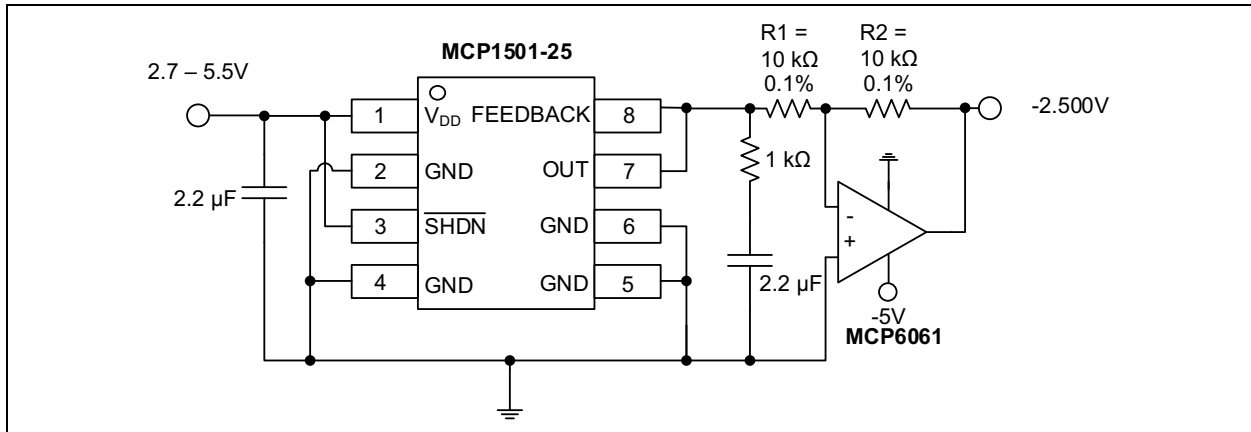 MCP1501-25
2.7 – 5.5V
R1 =
10 kΩ
0.1%
R2 =
10 kΩ
0.1%
1
VDD
FEEDBACK
8
-2.500V
2
GND
OUT
7
1 kΩ
2.2 µF
3
SHDN
GND
6
-
+
4
GND
GND
5
2.2 µF
-5V
MCP6061